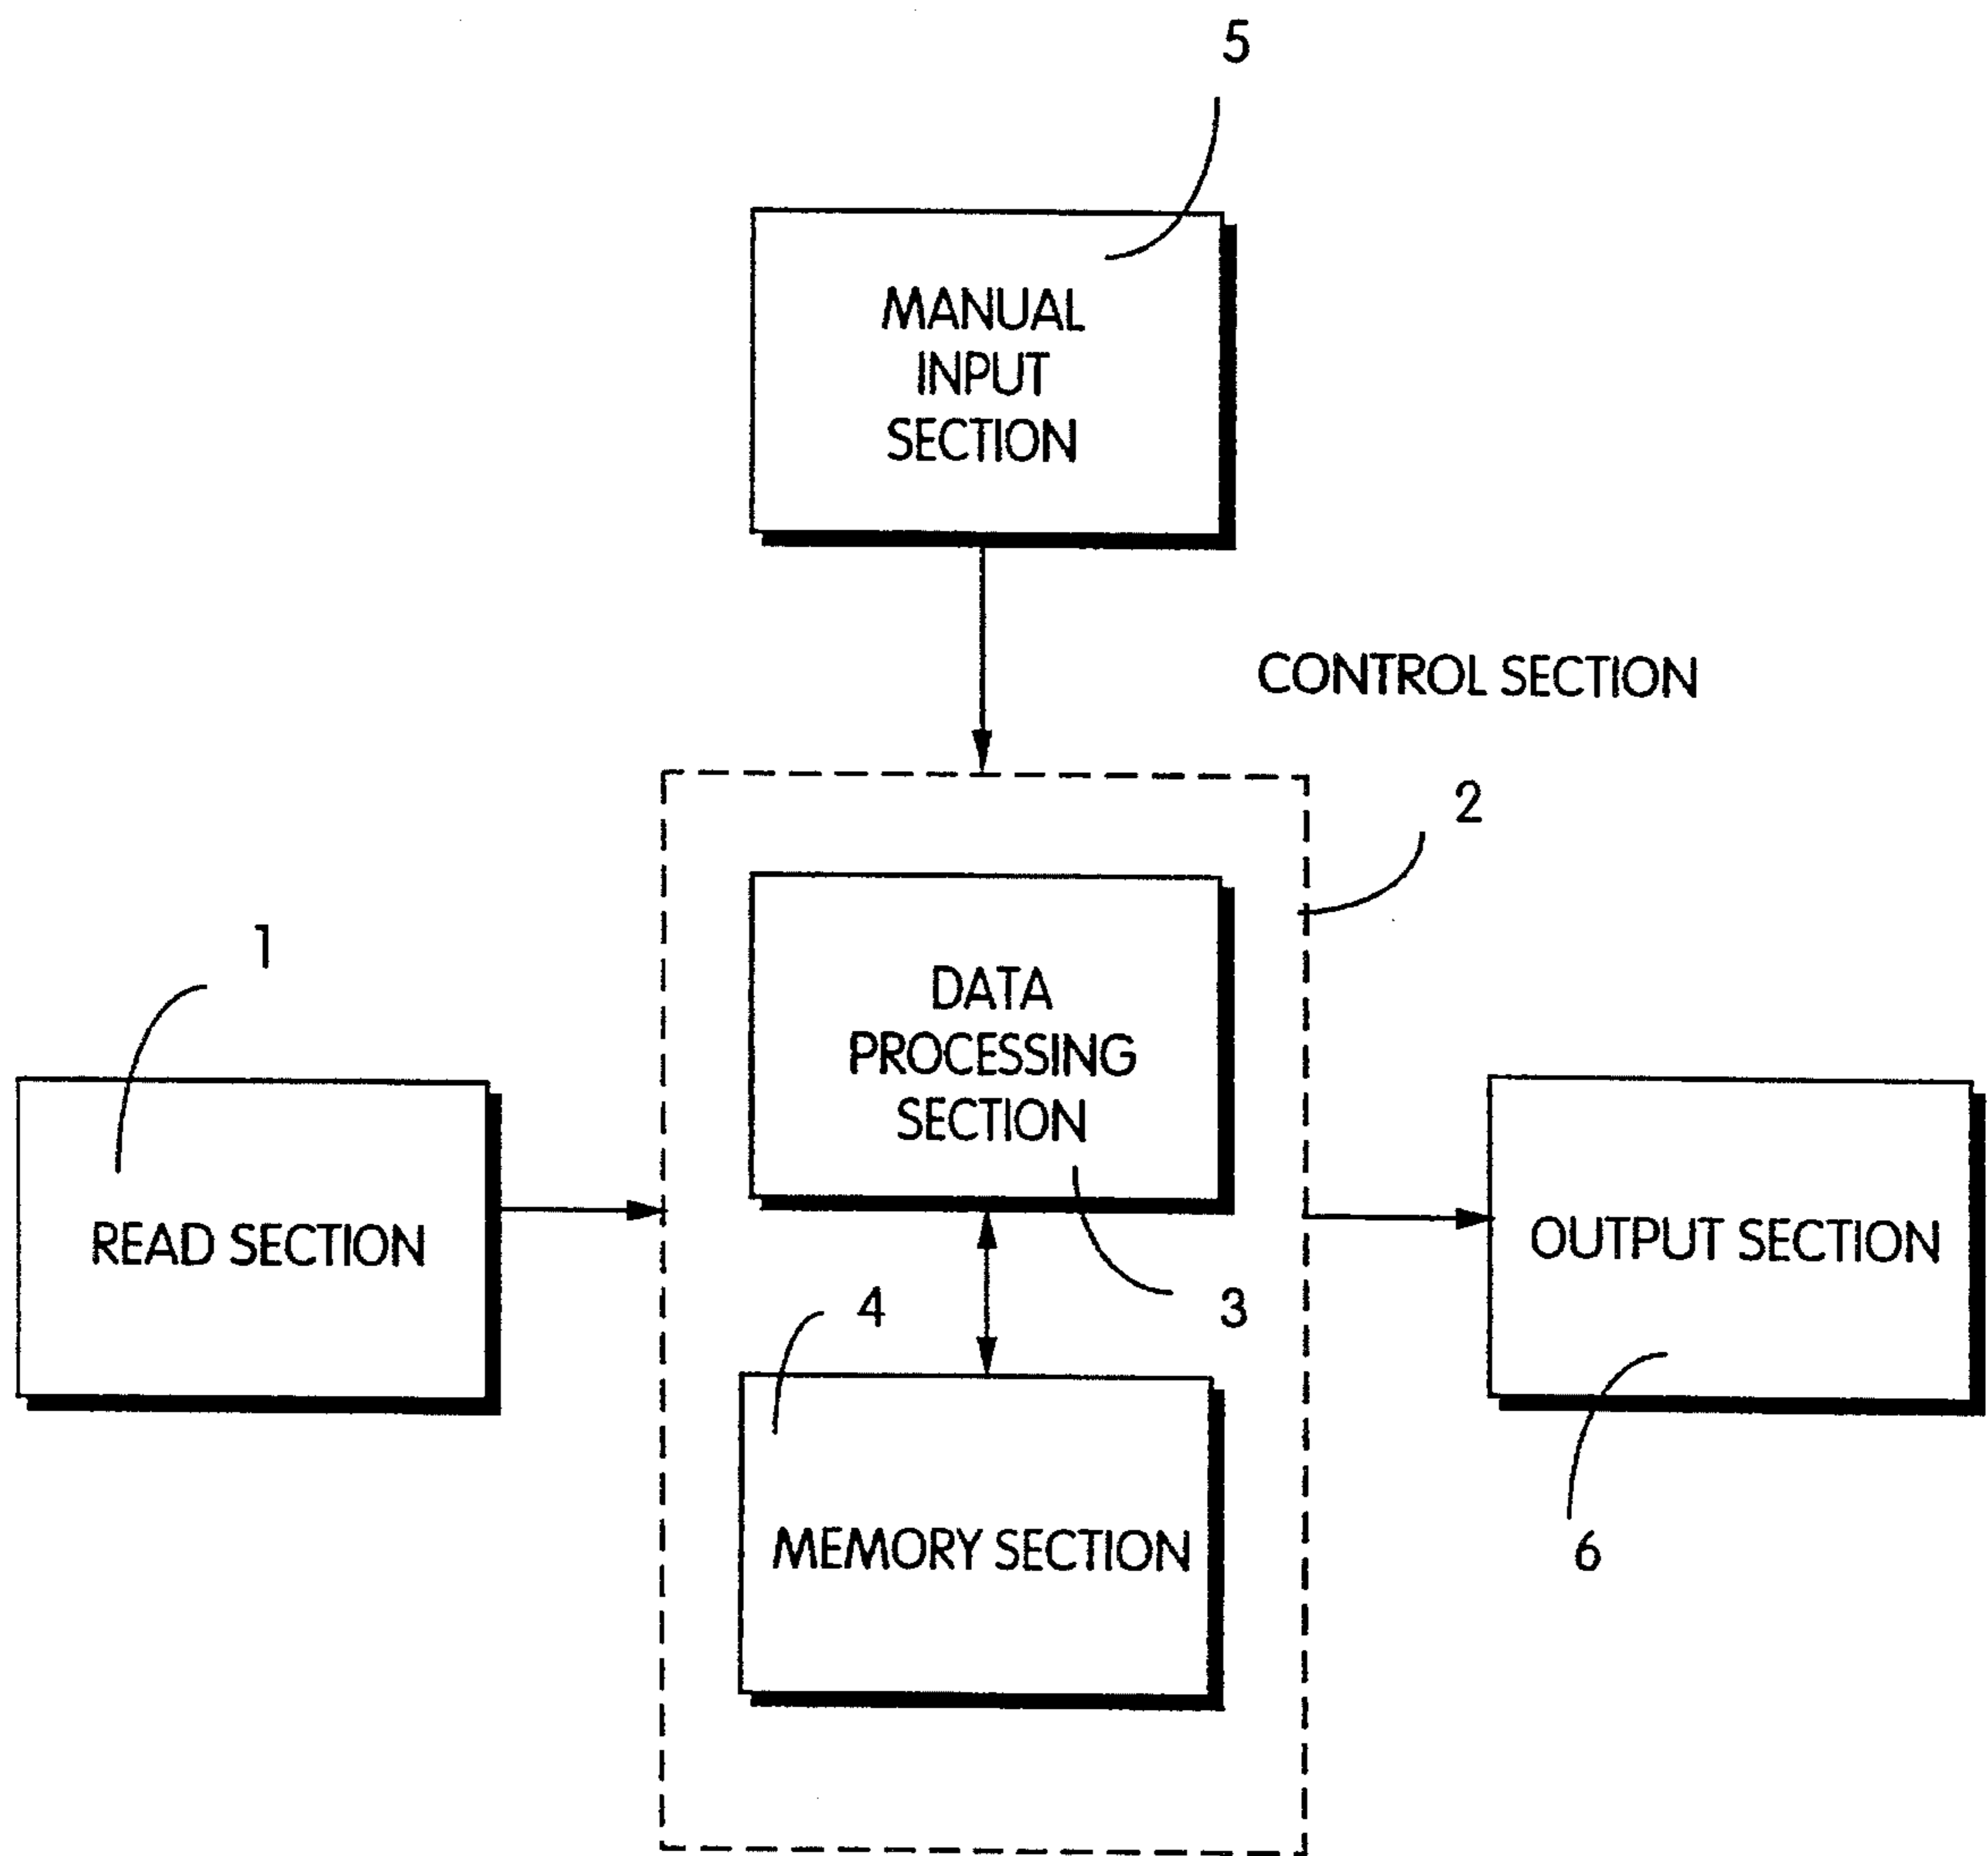 5
MANUAL
INPUT
SECTION
CONTROL SECTION
2
1
DATA
PROCESSING
SECTION
READ SECTION
OUTPUT SECTION
4
3
MEMORY SECTION
6